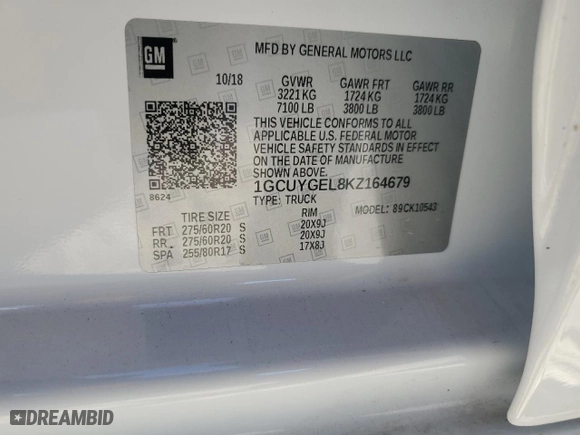 GM
MFD BY GENERAL MOTORS LLC
10/18 GVWR GAWR FRT GAWR RR
3221 KG 1724 KG 1724 KG
7100 LB 3800 LB 3800 LB
THIS VEHICLE CONFORMS TO ALL
APPLICABLE U.S. FEDERAL MOTOR
VEHICLE SAFETY STANDARDS IN EFFECT
ON THE DATE OF MANUFACTURE
SHOWN ABOVE.
8624 1GCUYGEL8KZ164679
TYPE: TRUCK MODEL: 89CK10543
TIRE SIZE RIM
FRT 275/60R20 S 20X9J
RR 275/60R20 S 20X9J
SPA 255/80R17 S 17X8J
DREAMBID